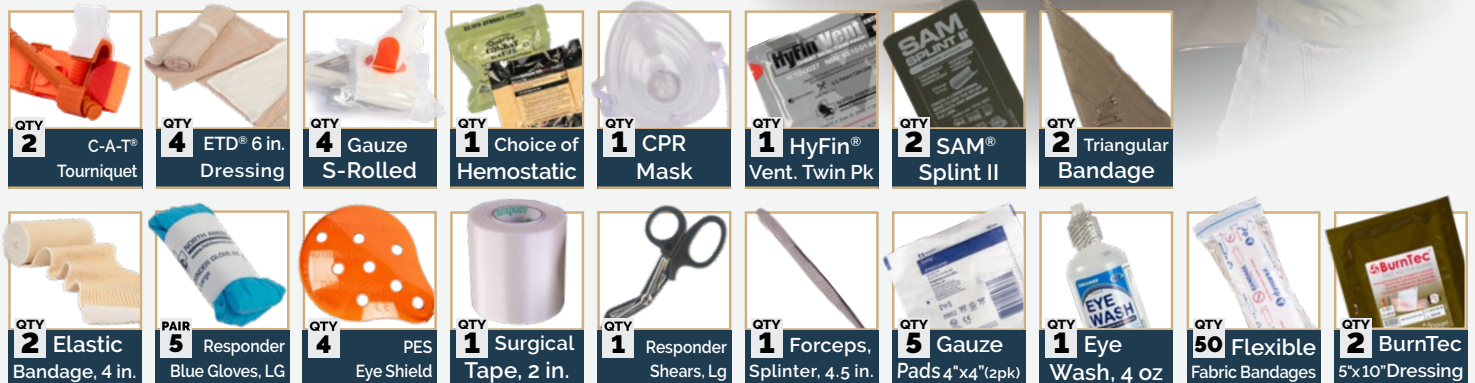 QTY
2
C-A-T®
Tourniquet
QTY
4
ETD® 6 in.
Dressing
QTY
4
Gauze
S-Rolled
QTY
1
Choice of
Hemostatic
QTY
1
CPR
Mask
HyFin Vent
QTY
1
HyFin®
Vent. Twin Pk
SAM
SPLINT II
QTY
2
SAM®
Splint II
QTY
2
Triangular
Bandage
QTY
2
Elastic
Bandage, 4 in.
PAIR
5
Responder
Blue Gloves, LG
QTY
4
PES
Eye Shield
QTY
1
Surgical
Tape, 2 in.
QTY
1
Responder
Shears, Lg
QTY
1
Forceps,
Splinter, 4.5 in.
QTY
5
Gauze
Pads 4"x4"(2pk)
EYE
WASH
QTY
1
Eye
Wash, 4 oz
QTY
50
Flexible
Fabric Bandages
BurnTec
QTY
2
BurnTec
5"x10"Dressing